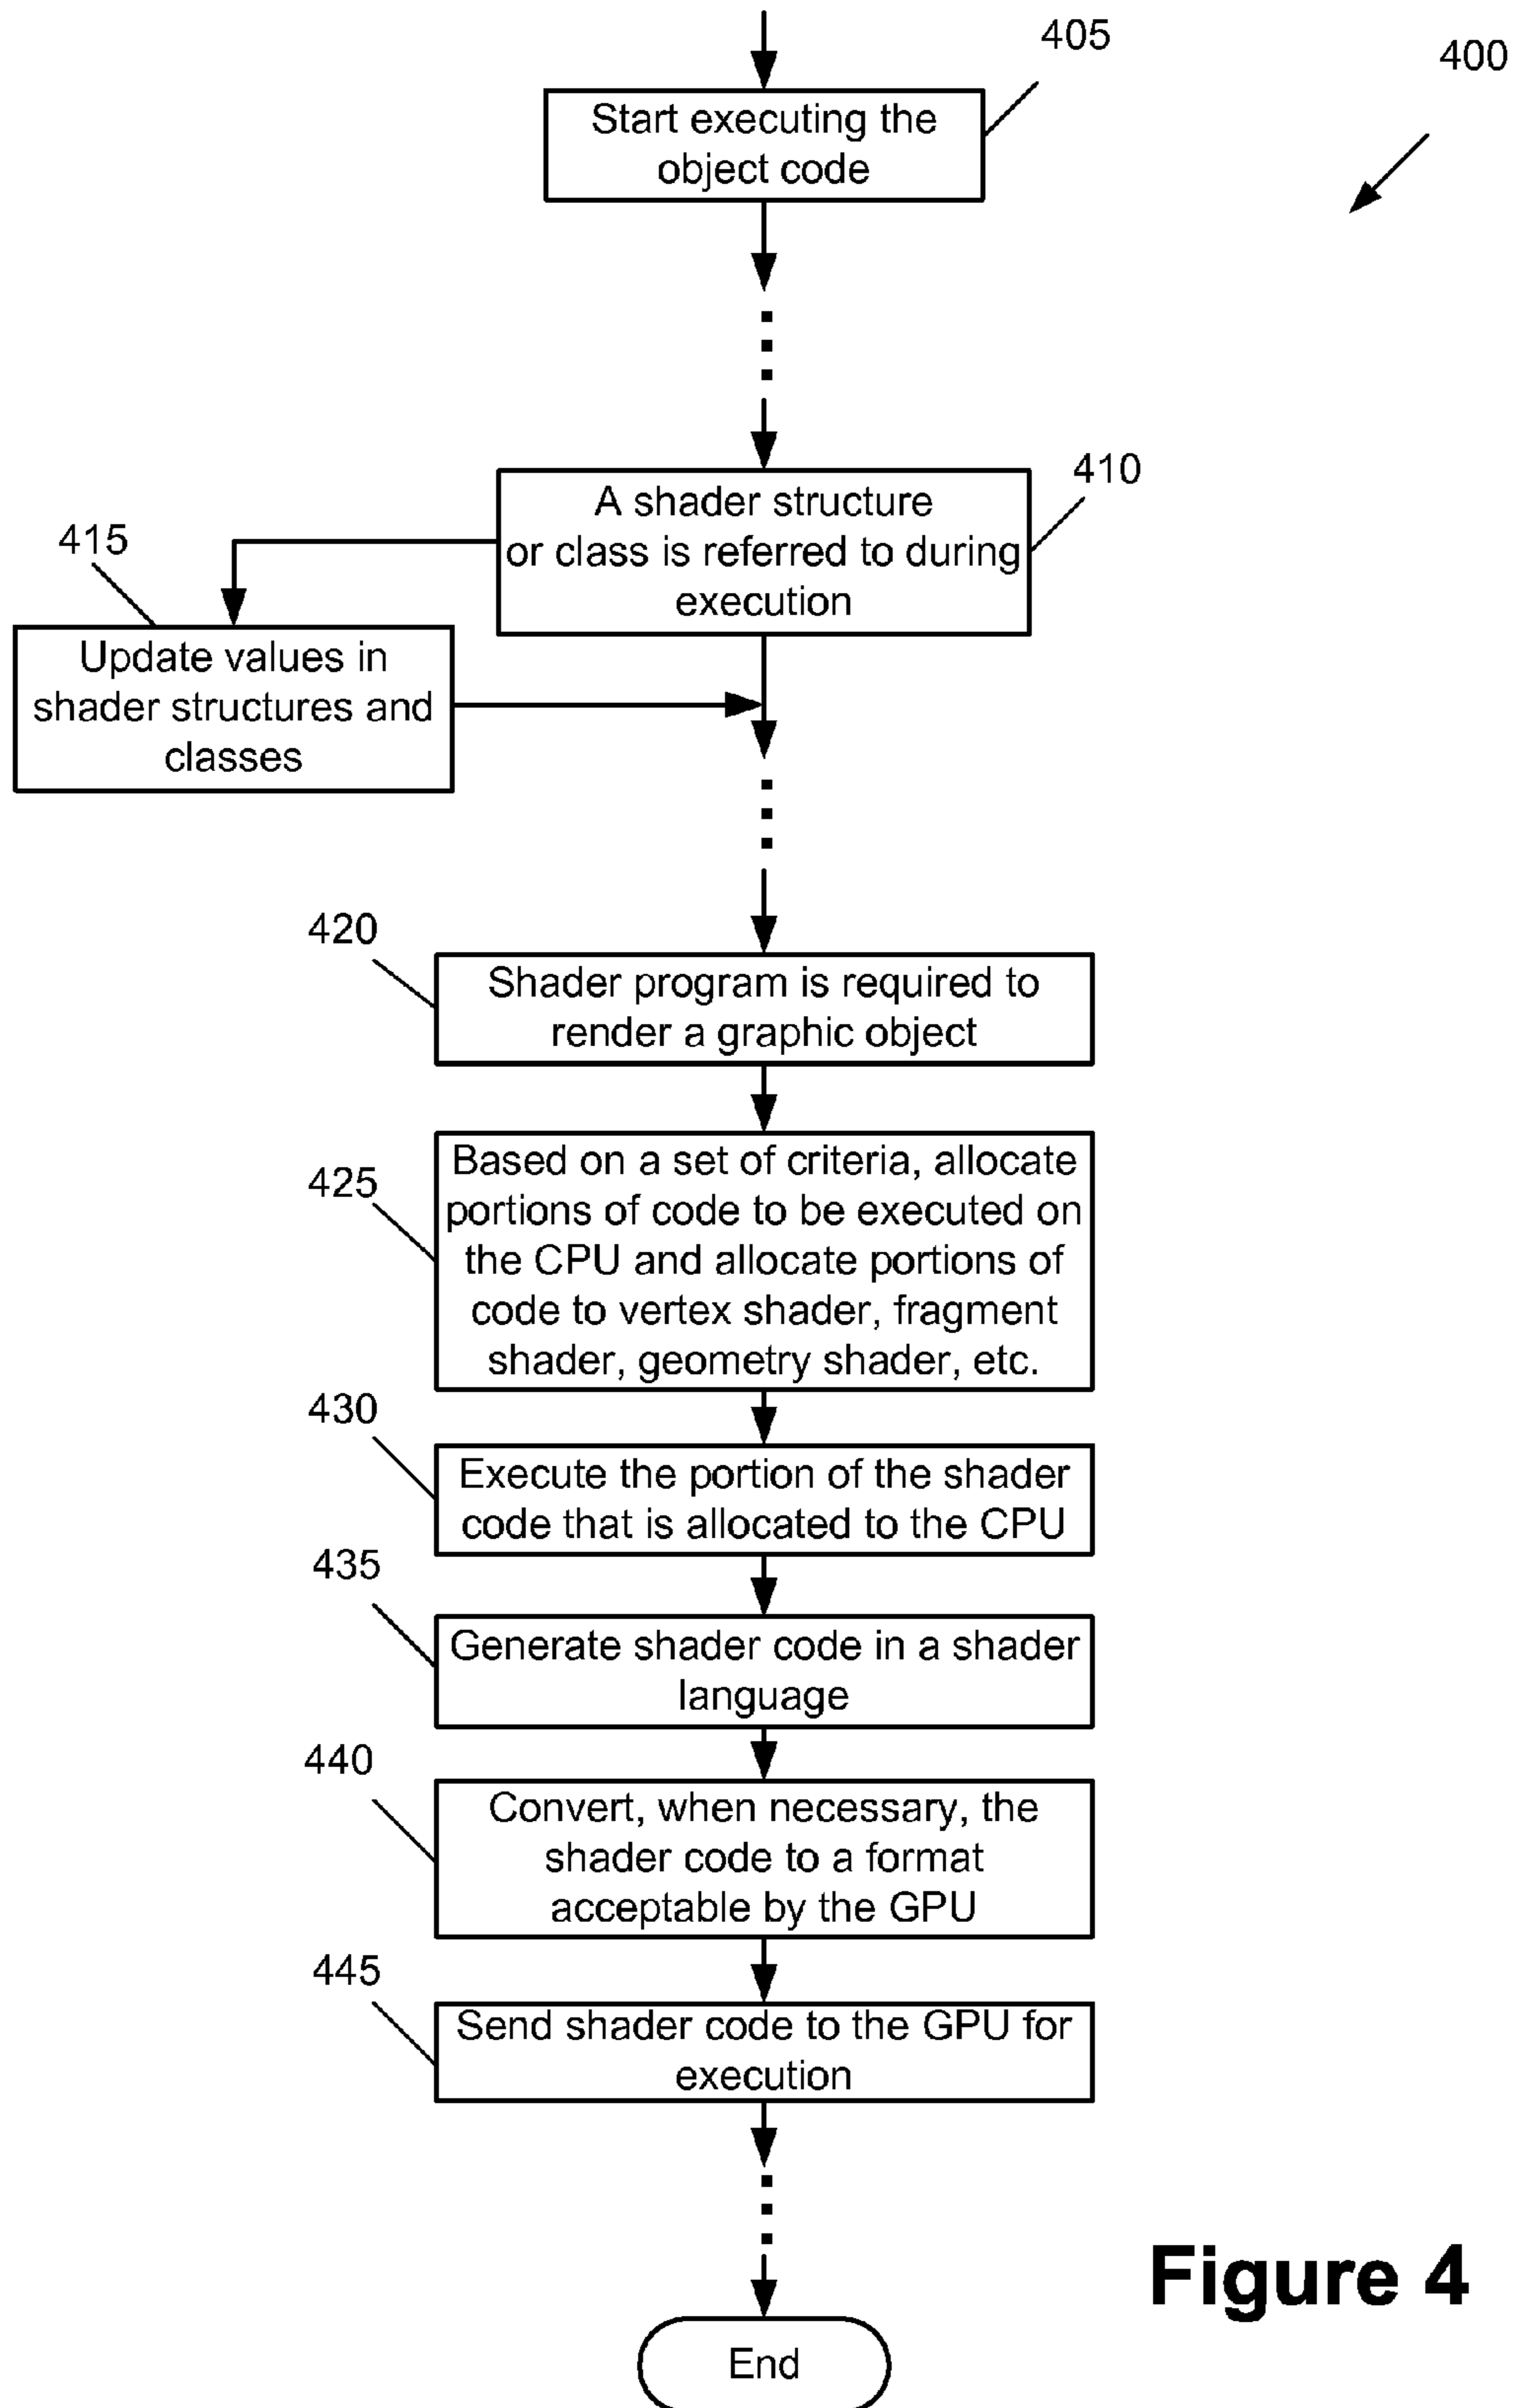 405
400
Start executing the
object code
410
A shader structure
or class is referred to during
execution
415
Update values in
shader structures and
classes
420
Shader program is required to
render a graphic object
425
Based on a set of criteria, allocate
portions of code to be executed on
the CPU and allocate portions of
code to vertex shader, fragment
shader, geometry shader, etc.
430
Execute the portion of the shader
code that is allocated to the CPU
435
Generate shader code in a shader
language
440
Convert, when necessary, the
shader code to a format
acceptable by the GPU
445
Send shader code to the GPU for
execution
Figure 4
End